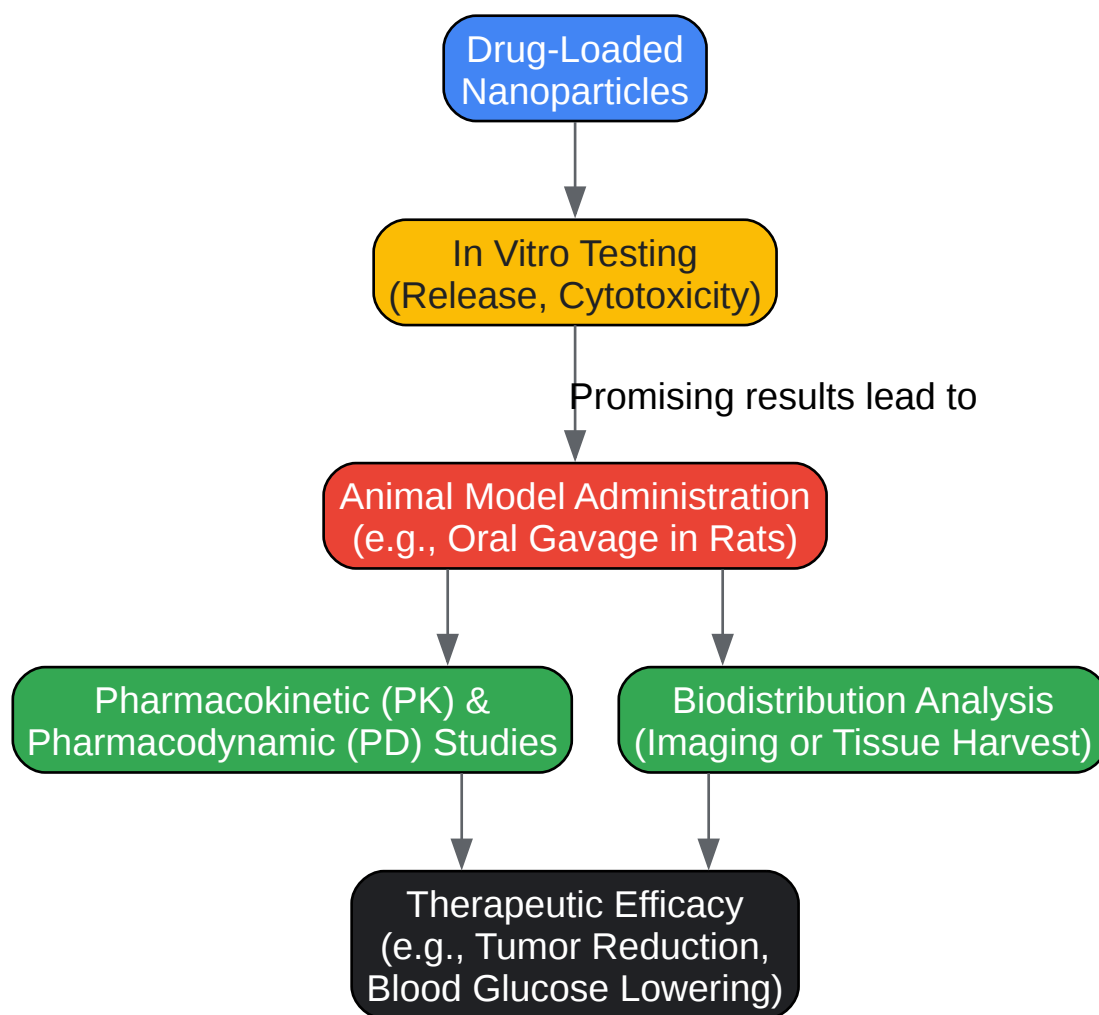 Drug-Loaded
Nanoparticles
In Vitro Testing
(Release, Cytotoxicity)
Promising results lead to
Animal Model Administration
(e.g., Oral Gavage in Rats)
Pharmacokinetic (PK) &
Pharmacodynamic (PD) Studies
Biodistribution Analysis
(Imaging or Tissue Harvest)
Therapeutic Efficacy
(e.g., Tumor Reduction,
Blood Glucose Lowering)